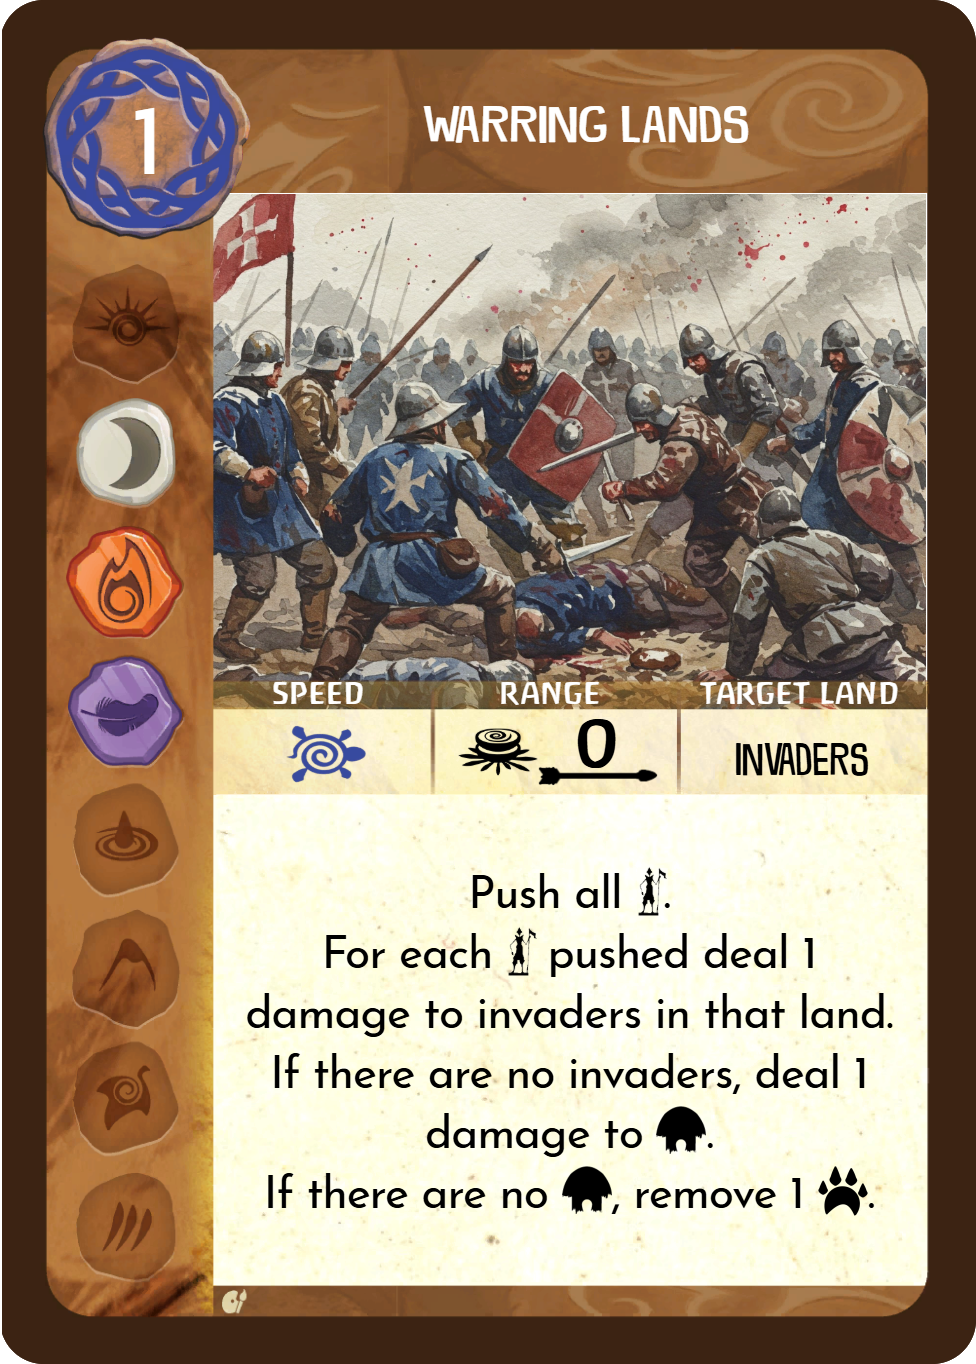 1
WARRING LANDS
SPEED RANGE TARGET LAND
0 INVADERS
Push all .
For each pushed deal 1
damage to invaders in that land.
If there are no invaders, deal 1
damage to .
If there are no , remove 1 .